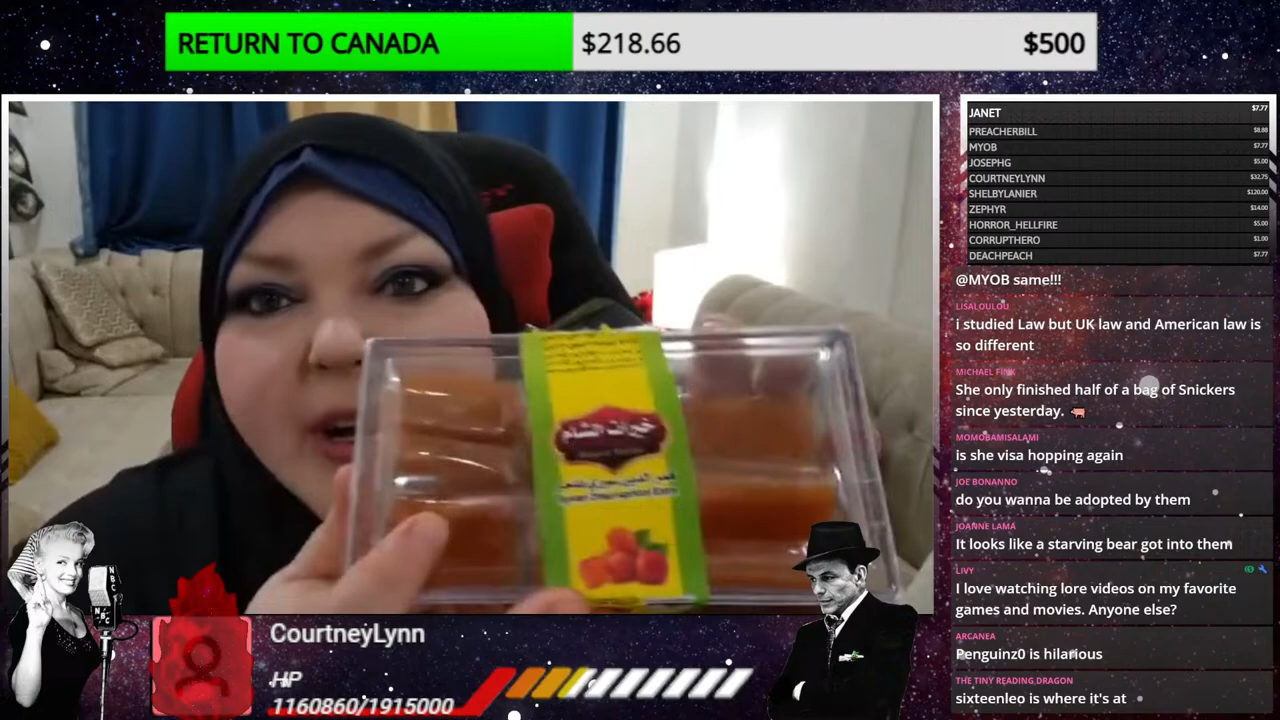 RETURN TO CANADA
$218.66
$500
JANET $7.77
PREACHERBILL $8.88
MYOB $7.77
JOSEPHG $5.00
COURTNEYLYNN $32.75
SHELBYLANIER $120.00
ZEPHYR $14.00
HORROR_HELLFIRE $5.00
CORRUPTHERO $1.00
DEACHPEACH $7.77
@MYOB same!!!
LISALOULOU
i studied Law but UK law and American law is
so different
MICHAEL FINK
She only finished half of a bag of Snickers
since yesterday.
MOMOBAMISALAMI
is she visa hopping again
JOE BONANNO
do you wanna be adopted by them
JOANNE LAMA
It looks like a starving bear got into them
LIVY
I love watching lore videos on my favorite
games and movies. Anyone else?
ARCANEA
Penguinz0 is hilarious
THE TINY READING DRAGON
sixteenleo is where it's at
خيرات الشام
NBC
NBC
CourtneyLynn
HP
1160860/1915000